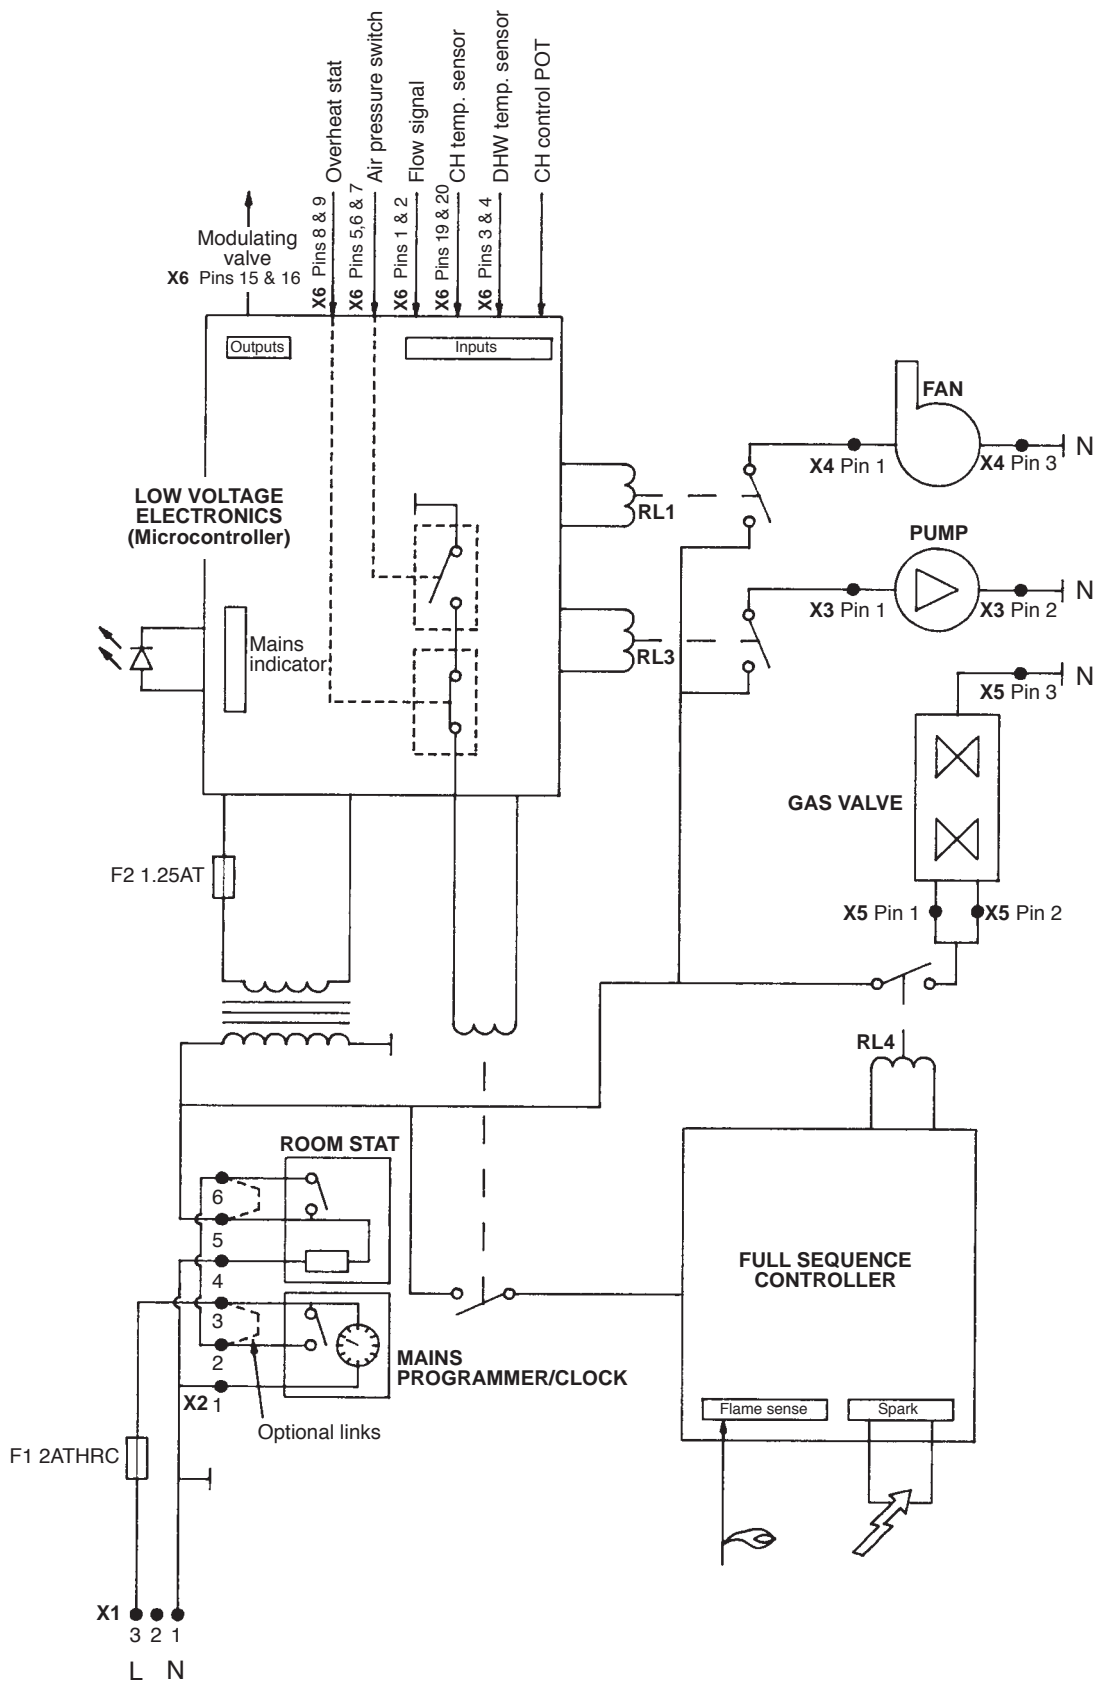 Overheat stat
X6 Pins 8 & 9
Air pressure switch
X6 Pins 5,6 & 7
Flow signal
X6 Pins 1 & 2
CH temp. sensor
X6 Pins 19 & 20
DHW temp. sensor
X6 Pins 3 & 4
CH control POT
Modulating
valve
X6 Pins 15 & 16
Outputs
Inputs
FAN
X4 Pin 1
X4 Pin 3
N
LOW VOLTAGE
ELECTRONICS
(Microcontroller)
RL1
PUMP
X3 Pin 1
X3 Pin 2
N
Mains
indicator
RL3
X5 Pin 3
N
GAS VALVE
F2 1.25AT
X5 Pin 1
X5 Pin 2
RL4
ROOM STAT
6
5
4
3
2
X2 1
FULL SEQUENCE
CONTROLLER
MAINS
PROGRAMMER/CLOCK
Optional links
Flame sense
Spark
F1 2ATHRC
X1
3 2 1
L N